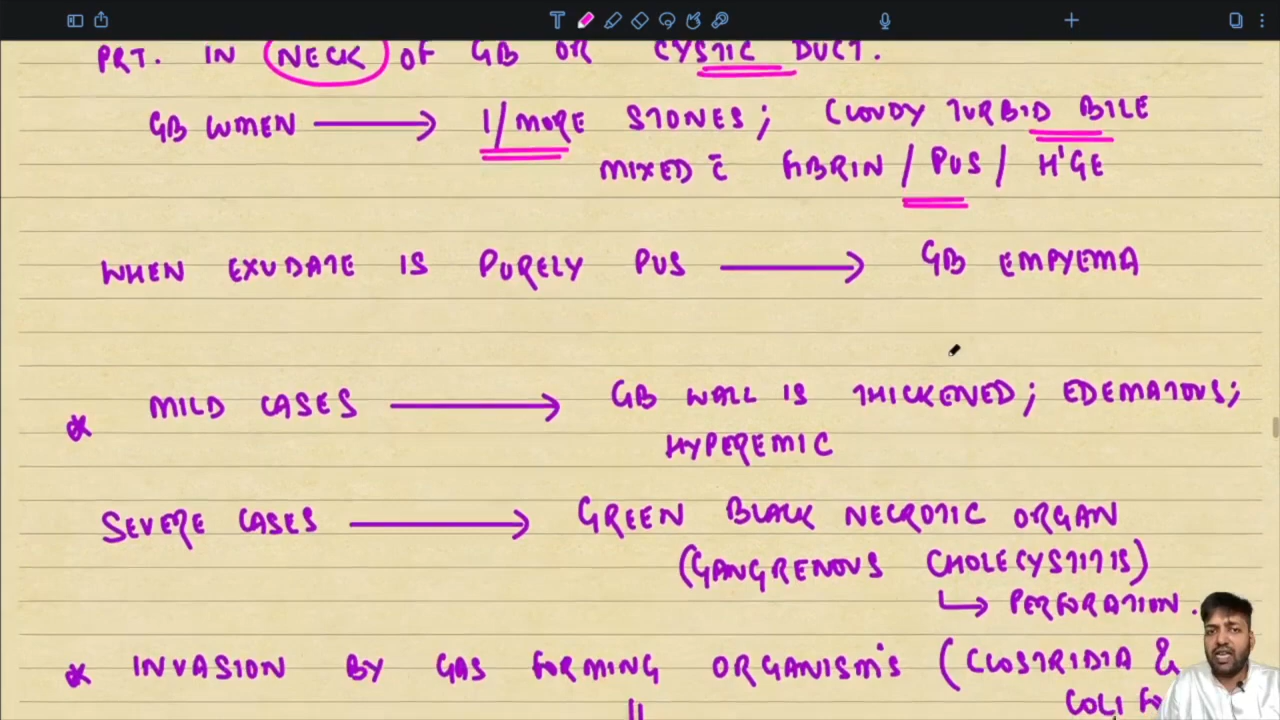 PRT. IN NECK OF GB OR CYSTIC DUCT.
GB LUMEN → 1/MORE STONES; CLOUDY TURBID BILE
MIXED c̄ FIBRIN / PUS / H'GE
WHEN EXUDATE IS PURELY PUS → GB EMPYEMA
* MILD CASES → GB WALL IS THICKENED; EDEMATOUS;
HYPEREMIC
SEVERE CASES → GREEN BLACK NECROTIC ORGAN
(GANGRENOUS CHOLECYSTITIS)
↳ PERFORATION.
* INVASION BY GAS FORMING ORGANISM'S (CLOSTRIDIA &
COLI FO